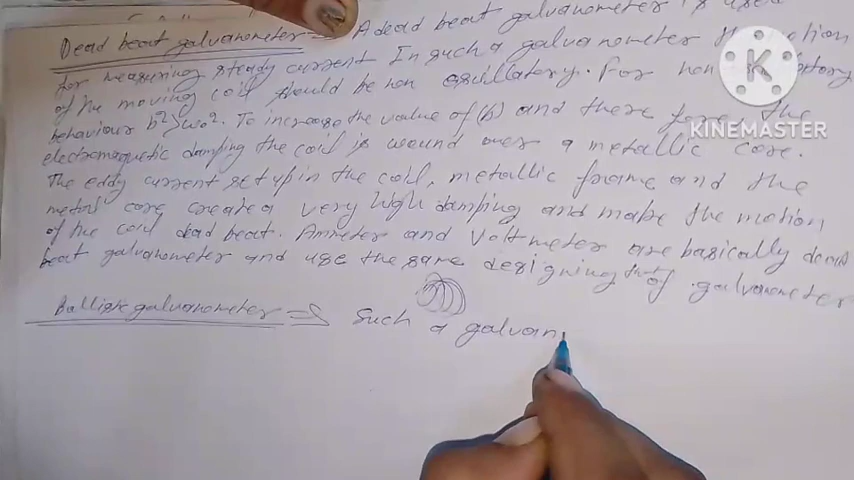 Dead beat galvanometer = A dead beat galvanometer is used
for measuring steady current In such a galvanometer the motion
of the moving coil should be non oscillatory. For non
behaviour b²>ω₀². To increase the value of (b) and there fore the
electromagnetic damping the coil is wound over a metallic core.
The eddy current set up in the coil, metallic frame and the
metal core create a very high damping and make the motion
of the coil dead beat. Ammeter and Voltmeter are basically dead
beat galvanometer and use the same designing that of galvanometer
Ballistic galvanometer => Such a galvan
KINEMASTER